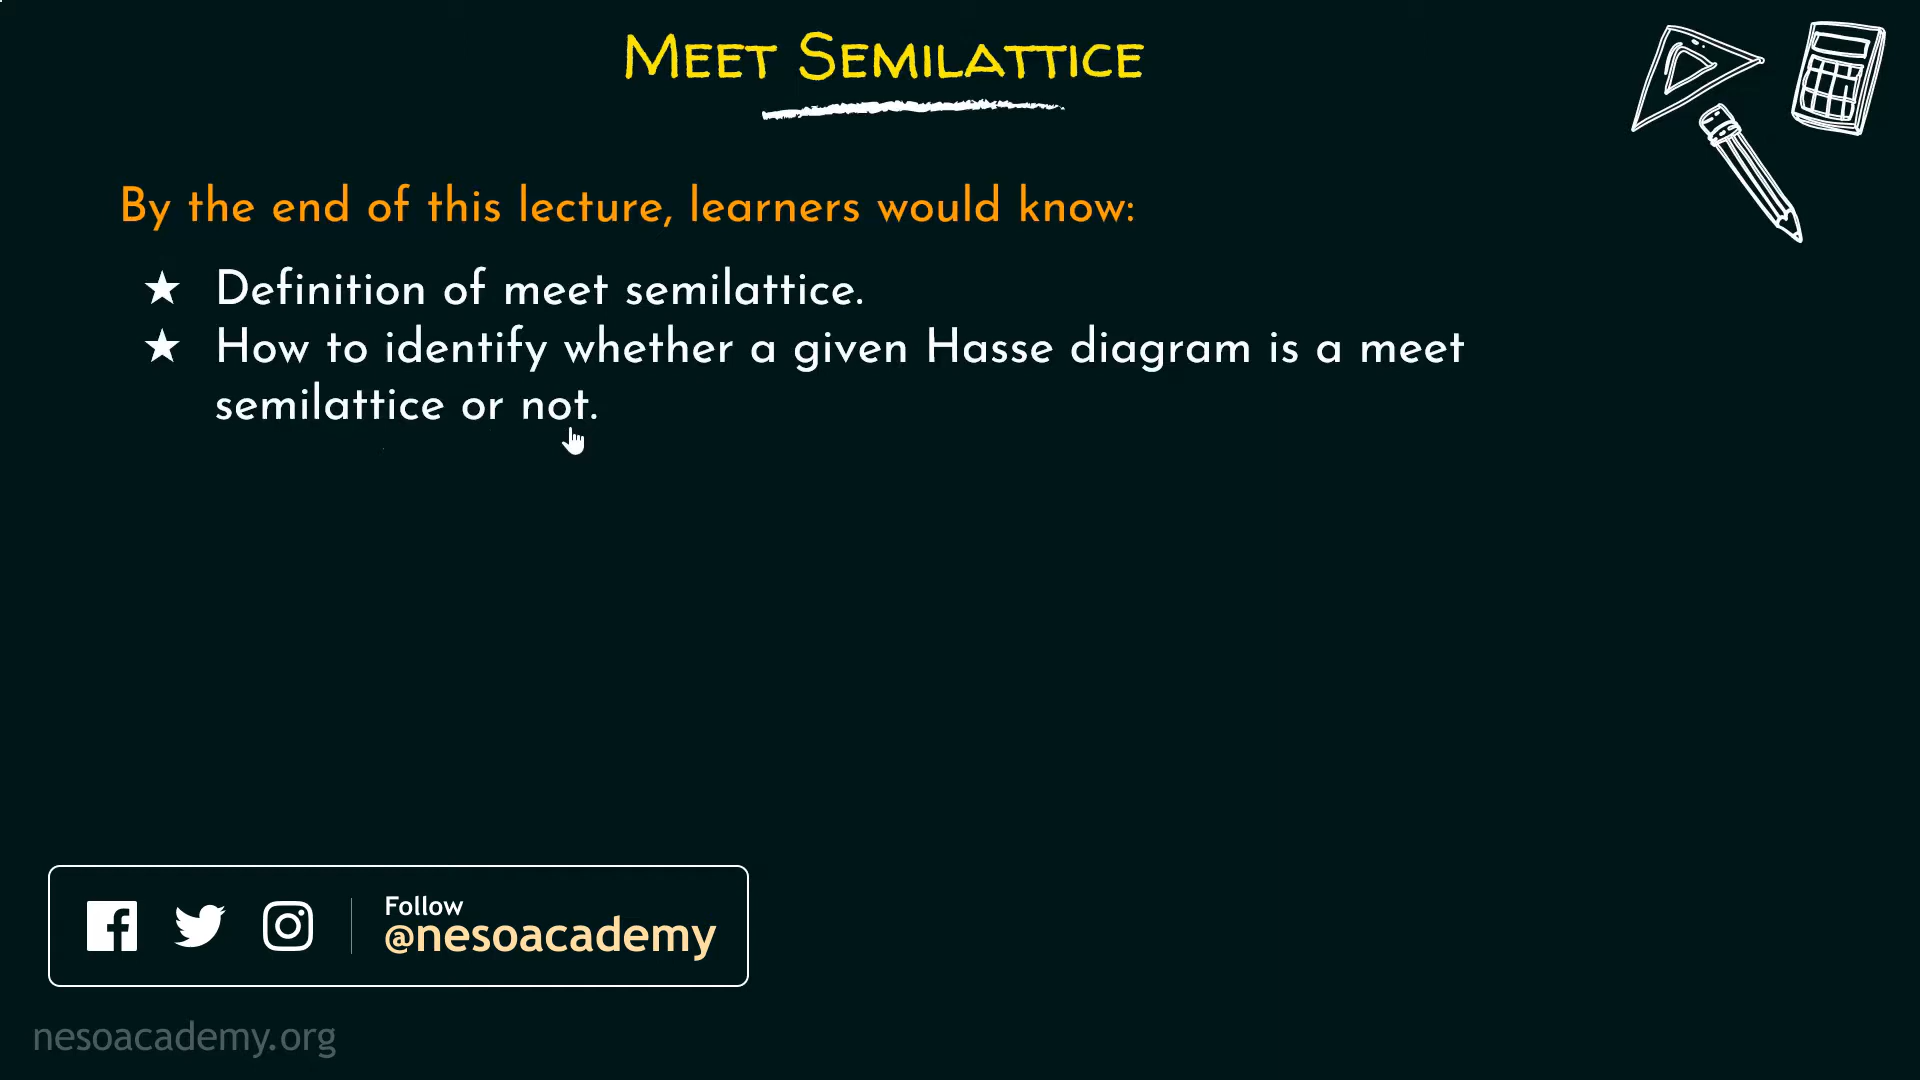 MEET SEMILATTICE
By the end of this lecture, learners would know:
★ Definition of meet semilattice.
★ How to identify whether a given Hasse diagram is a meet
semilattice or not.
Follow
@nesoacademy
nesoacademy.org